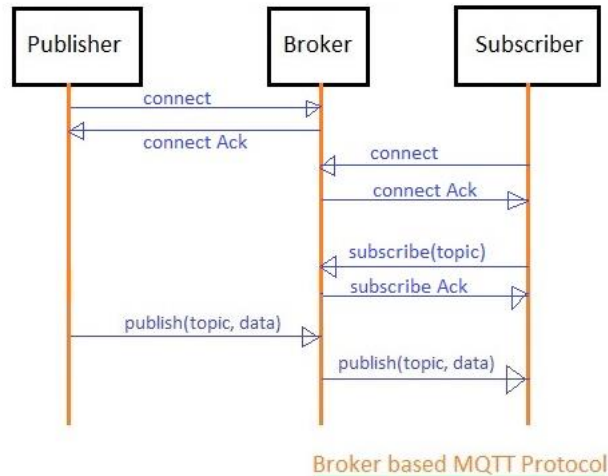 Publisher
Broker
Subscriber
connect
connect Ack
connect
connect Ack
subscribe(topic)
subscribe Ack
publish(topic, data)
publish(topic, data)
Broker based MQTT Protocol